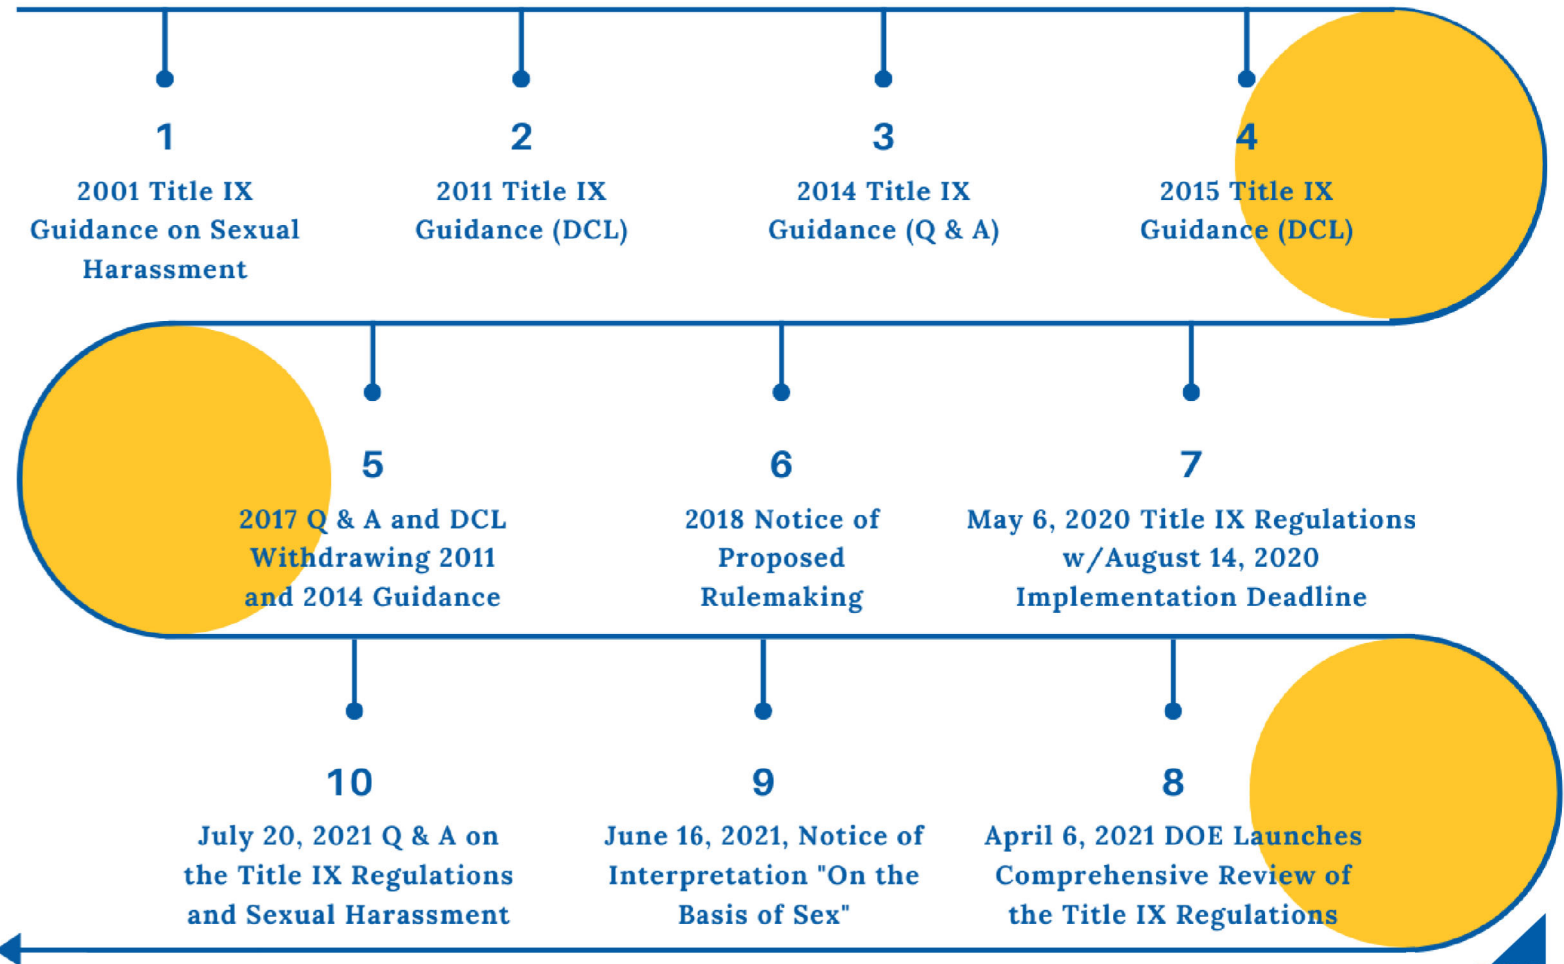 1
2001 Title IX
Guidance on Sexual
Harassment
2
2011 Title IX
Guidance (DCL)
3
2014 Title IX
Guidance (Q & A)
4
2015 Title IX
Guidance (DCL)
5
2017 Q & A and DCL
Withdrawing 2011
and 2014 Guidance
6
2018 Notice of
Proposed
Rulemaking
7
May 6, 2020 Title IX Regulations
w/August 14, 2020
Implementation Deadline
8
April 6, 2021 DOE Launches
Comprehensive Review of
the Title IX Regulations
9
June 16, 2021, Notice of
Interpretation "On the
Basis of Sex"
10
July 20, 2021 Q & A on
the Title IX Regulations
and Sexual Harassment